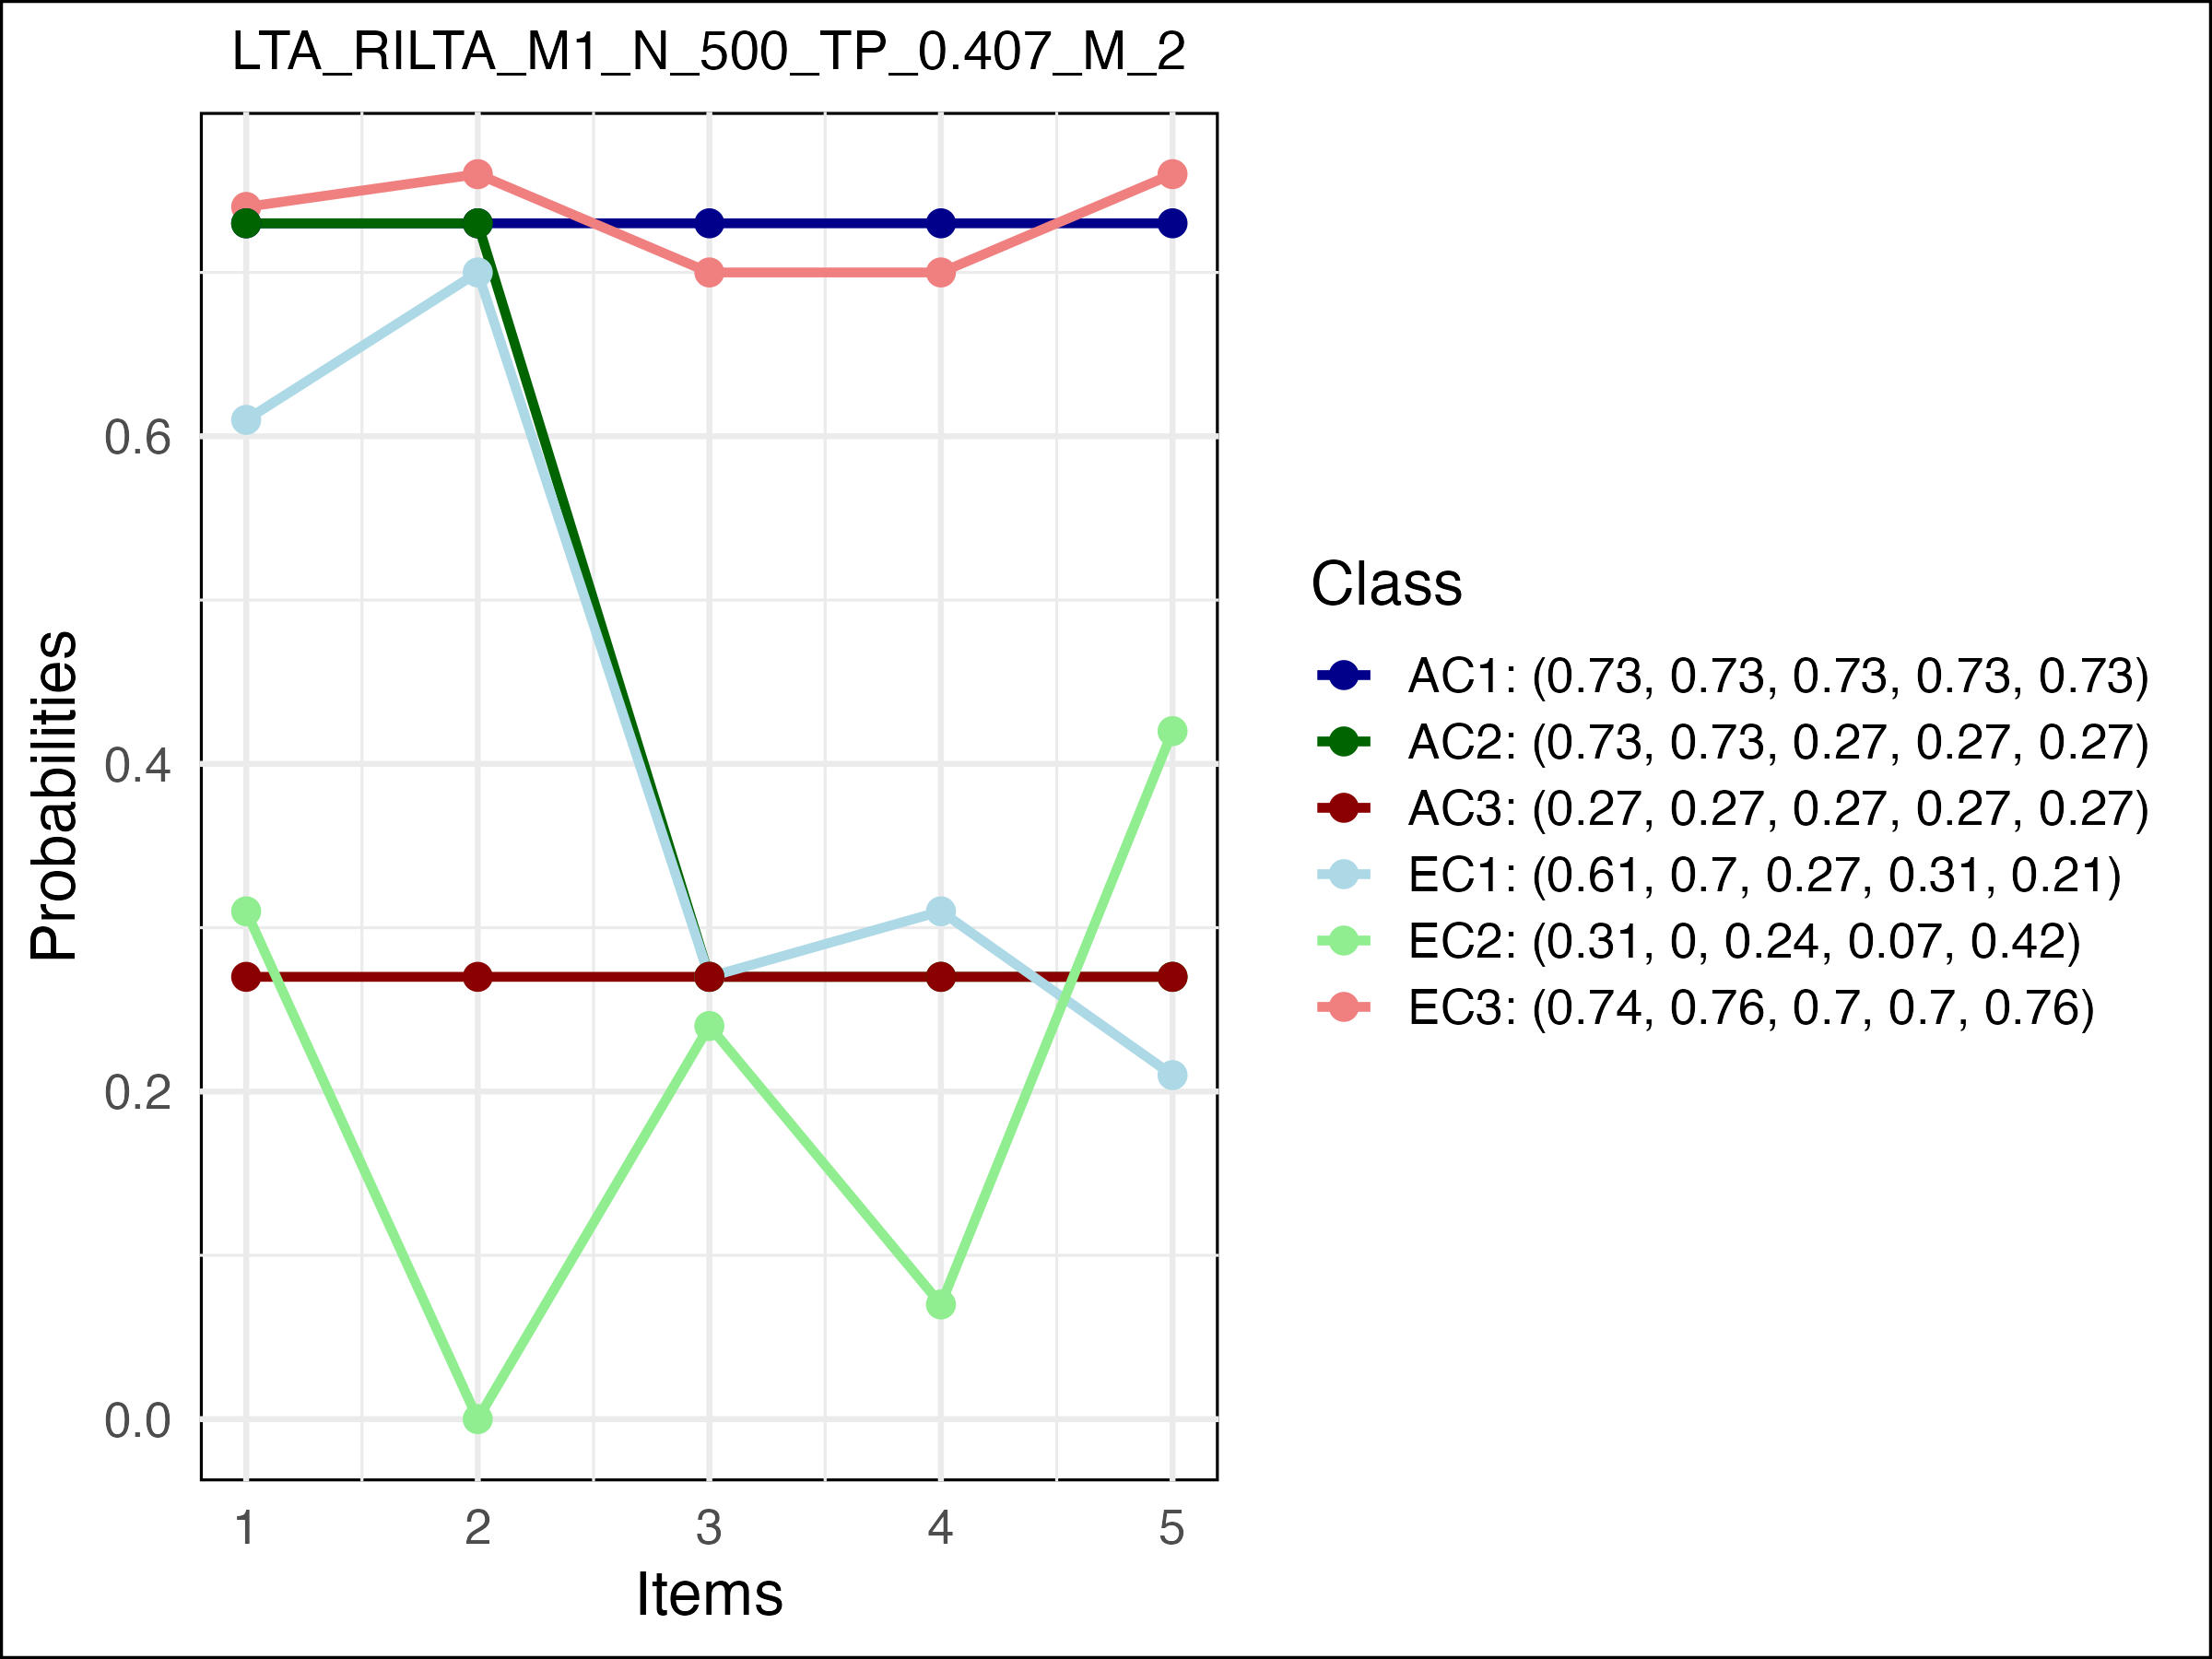 LTA_RILTA_M1_N_500_TP_0.407_M_2
Probabilities
0.6
0.4
0.2
0.0
1 2 3 4 5
Items
Class
AC1: (0.73, 0.73, 0.73, 0.73, 0.73)
AC2: (0.73, 0.73, 0.27, 0.27, 0.27)
AC3: (0.27, 0.27, 0.27, 0.27, 0.27)
EC1: (0.61, 0.7, 0.27, 0.31, 0.21)
EC2: (0.31, 0, 0.24, 0.07, 0.42)
EC3: (0.74, 0.76, 0.7, 0.7, 0.76)